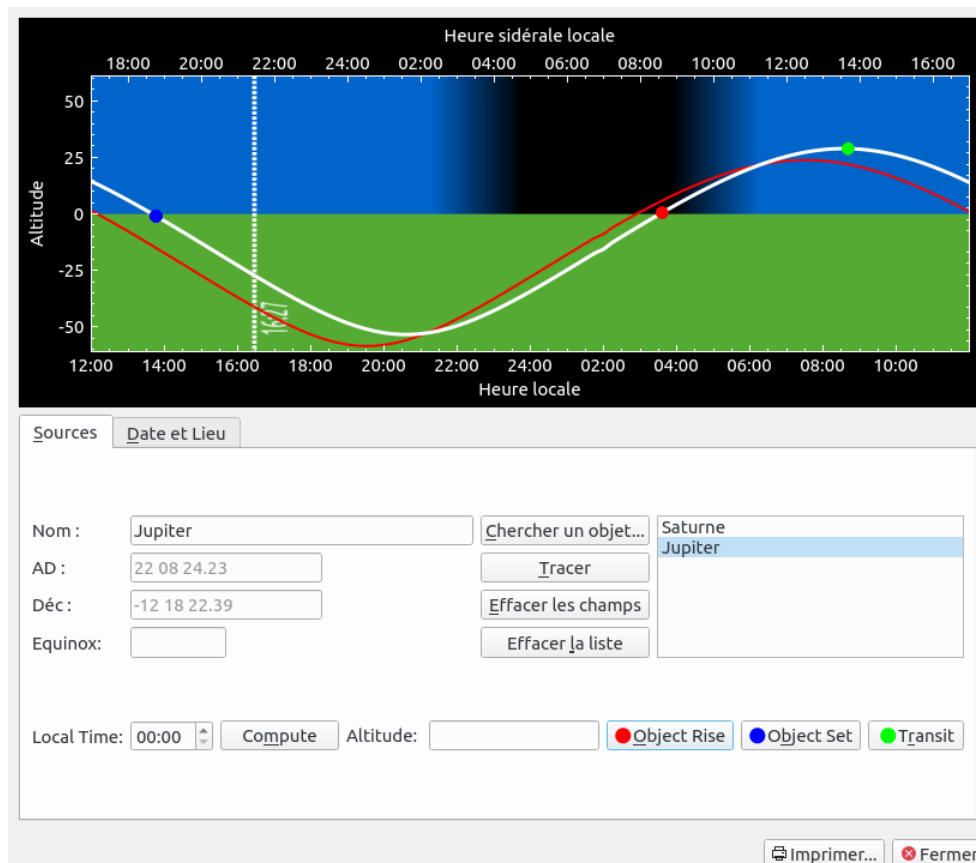 Heure sidérale locale
18:00 20:00 22:00 24:00 02:00 04:00 06:00 08:00 10:00 12:00 14:00 16:00
50
25
0
-25
-50
Altitude
16:27
12:00 14:00 16:00 18:00 20:00 22:00 24:00 02:00 04:00 06:00 08:00 10:00
Heure locale
Sources Date et Lieu
Nom : Jupiter Chercher un objet... Saturne
Jupiter
AD : 22 08 24.23 Tracer
Déc : -12 18 22.39 Effacer les champs
Equinox: Effacer la liste
Local Time: 00:00 Compute Altitude: Object Rise Object Set Transit
Imprimer... Fermer